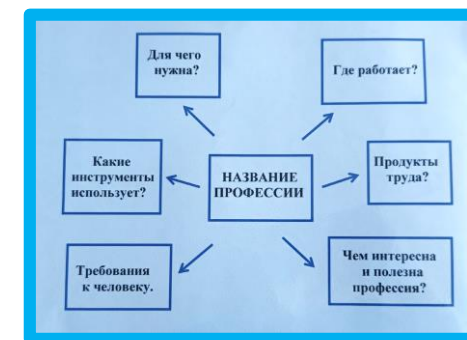 Для чего
нужна?
Где работает?
Какие
инструменты
использует?
НАЗВАНИЕ
ПРОФЕССИИ
Продукты
труда?
Требования
к человеку.
Чем интересна
и полезна
профессия?